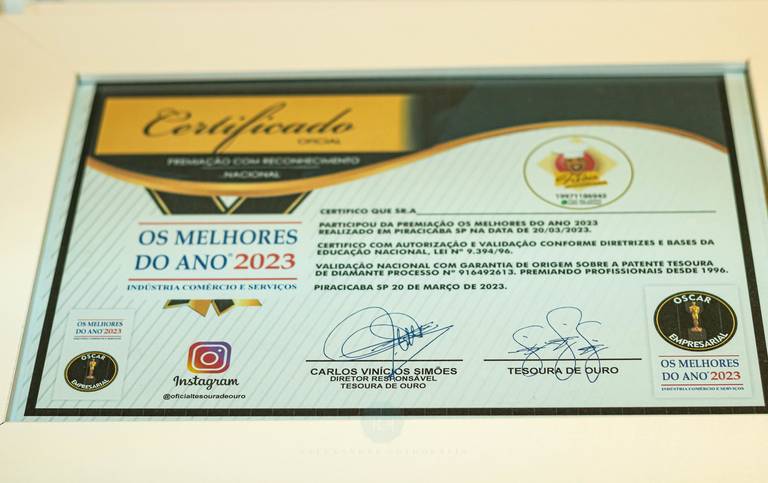 Certificado
OFICIAL
PREMIAÇÃO COM RECONHECIMENTO
NACIONAL
19971186943
CERTIFICO QUE SR.A
OS MELHORES
DO ANO 2023
INDÚSTRIA COMÉRCIO E SERVIÇOS
PARTICIPOU DA PREMIAÇÃO OS MELHORES DO ANO 2023
REALIZADO EM PIRACICABA SP NA DATA DE 20/03/2023.
CERTIFICO COM AUTORIZAÇÃO E VALIDAÇÃO CONFORME DIRETRIZES E BASES DA
EDUCAÇÃO NACIONAL, LEI Nº 9.394/96.
VALIDAÇÃO NACIONAL COM GARANTIA DE ORIGEM SOBRE A PATENTE TESOURA
DE DIAMANTE PROCESSO Nº 916492613. PREMIANDO PROFISSIONAIS DESDE 1996.
PIRACICABA SP 20 DE MARÇO DE 2023.
OS MELHORES
DO ANO 2023
OSCAR
EMPRESARIAL
Instagram
@oficialtesouradeouro
CARLOS VINÍCIOS SIMÕES
DIRETOR RESPONSÁVEL
TESOURA DE OURO
TESOURA DE OURO
OSCAR
EMPRESARIAL
OS MELHORES
DO ANO 2023
INDÚSTRIA COMÉRCIO E SERVIÇOS